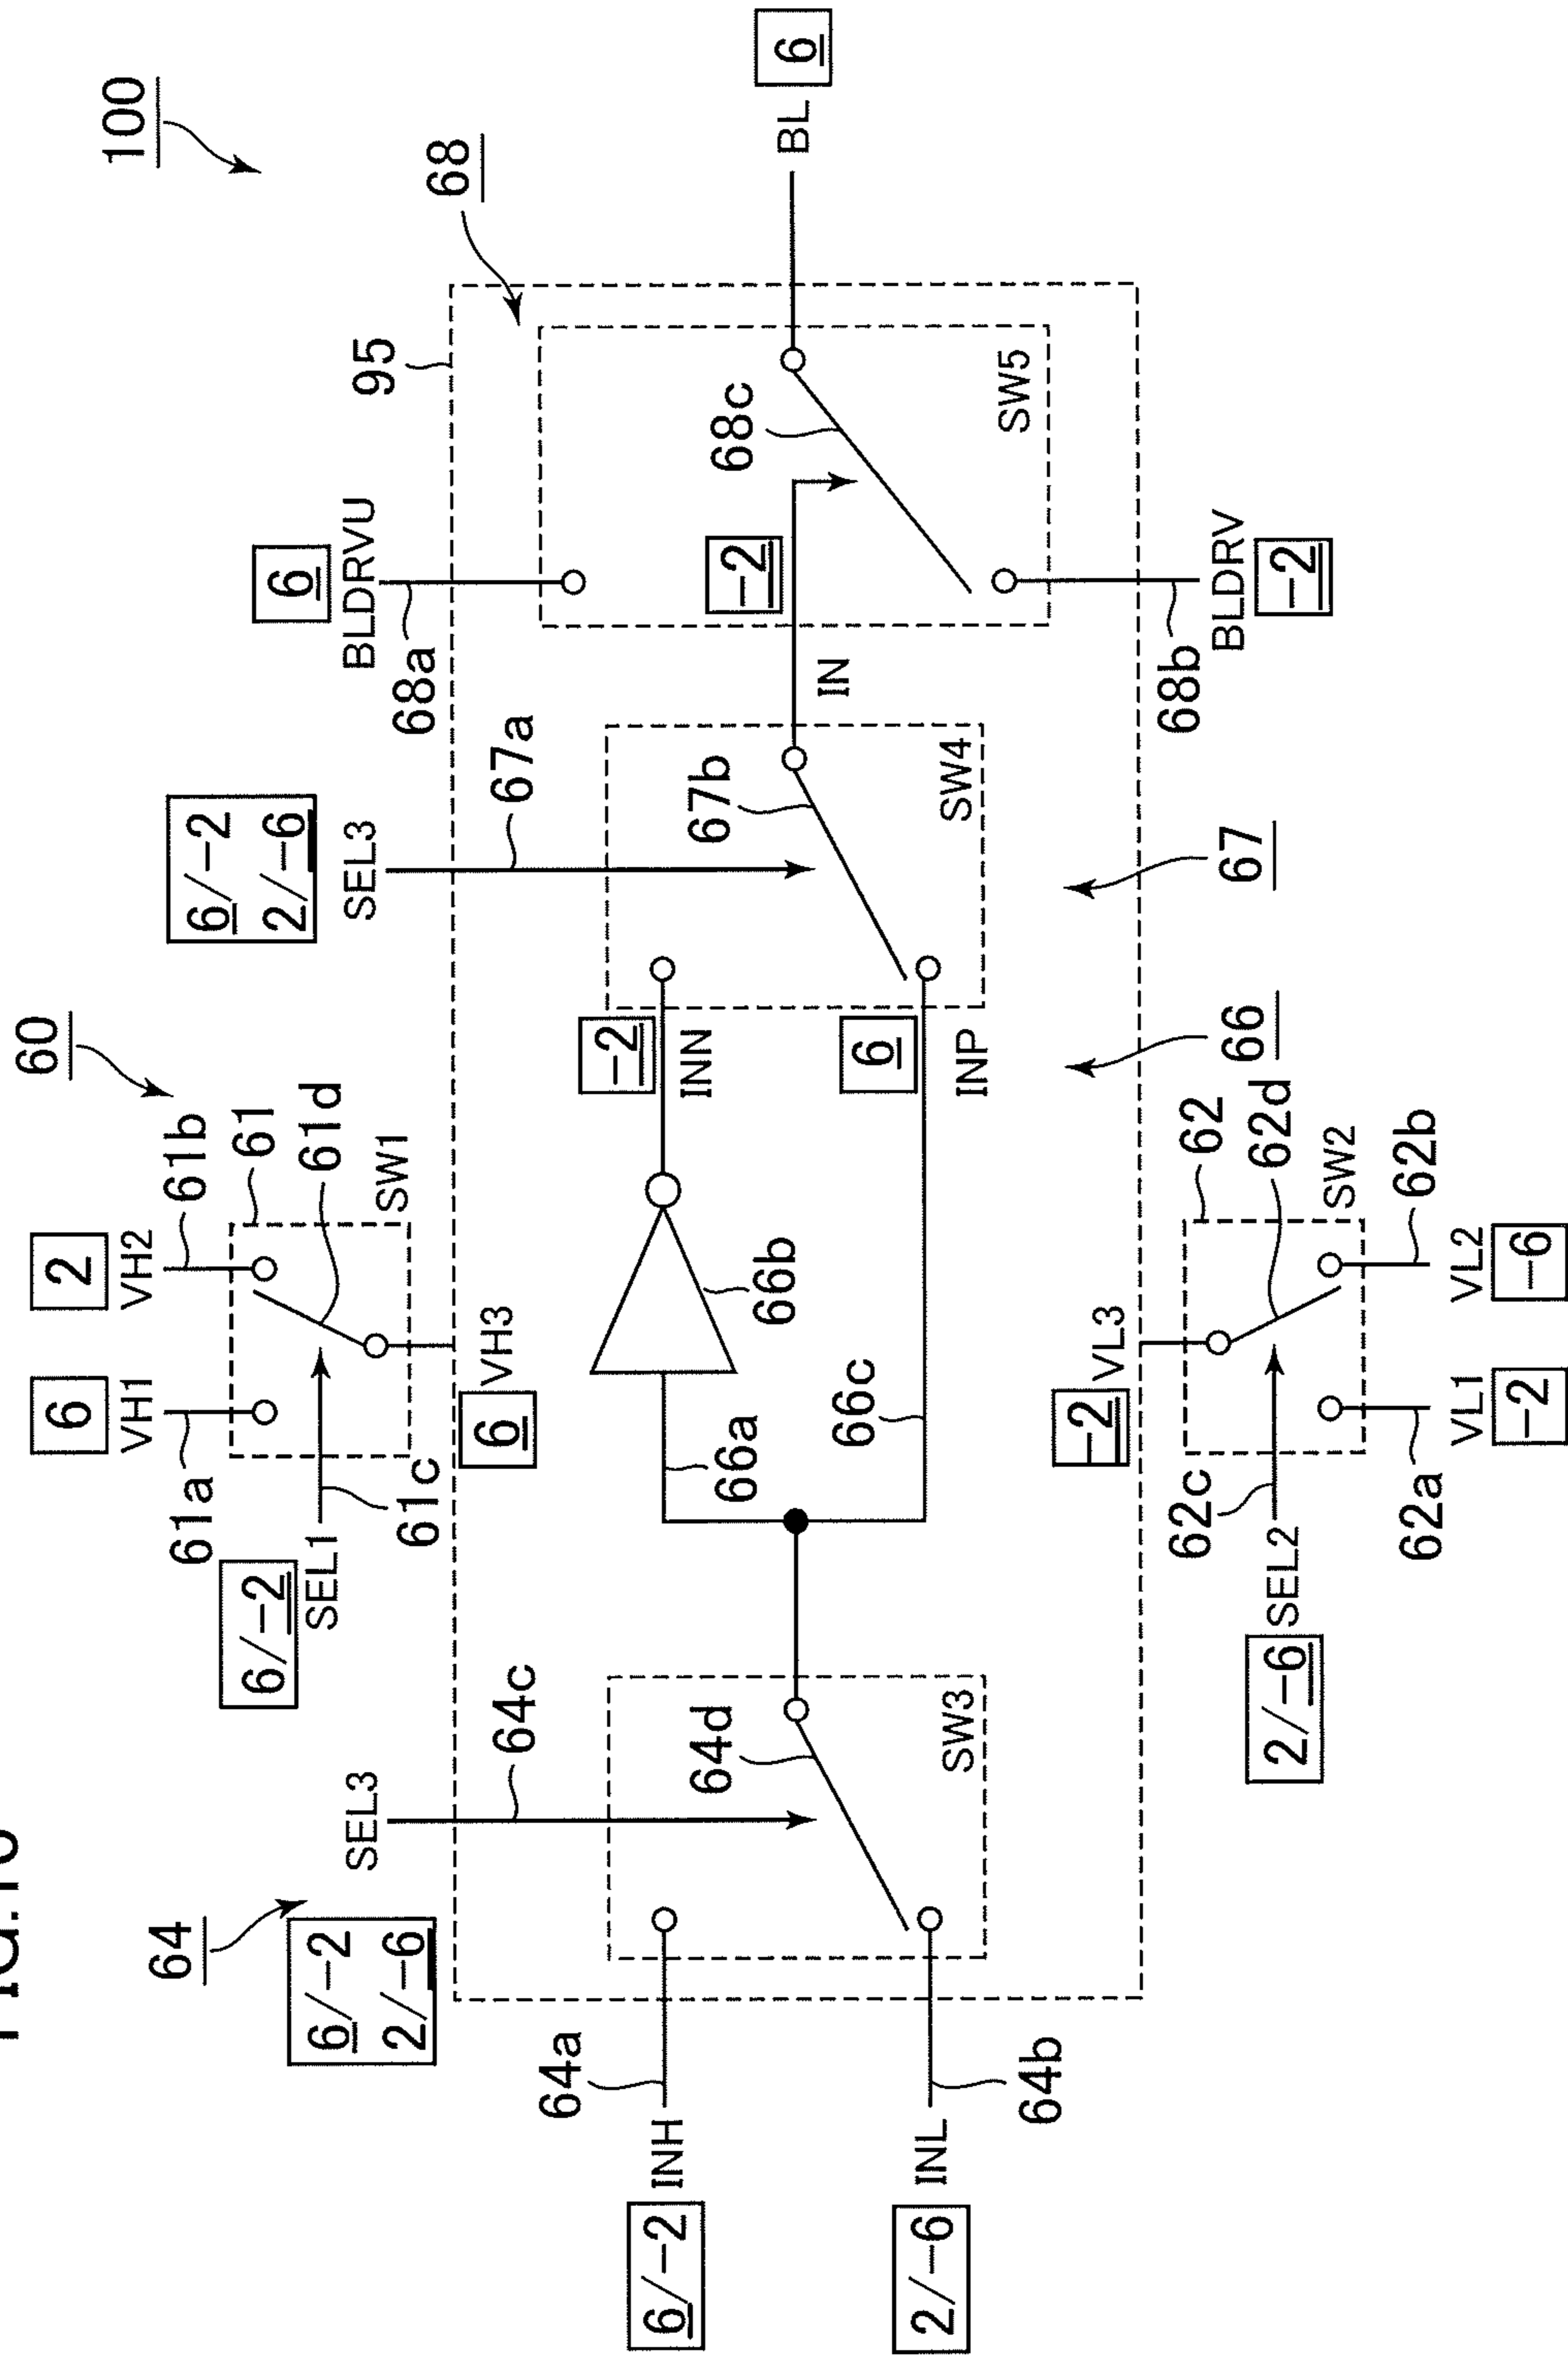 60
6
2
VH1
VH2
64
61a
61b
6/-2
2/-6
100
6/-2
SEL1
61
61d
6/-2
2/-6
6
SEL3
SW1
SEL3
BLDRVU
95
61c
68a
68
6
VH3
64c
67a
64a
-2
6/-2
INH
INN
64d
66a
66b
67b
-2
68c
IN
BL
6
66c
6
2/-6
INL
SW3
INP
SW4
SW5
64b
-2
VL3
62c
62
68b
2/-6
SEL2
62d
66
67
BLDRV
-2
SW2
62a
62b
VL1
VL2
-2
-6